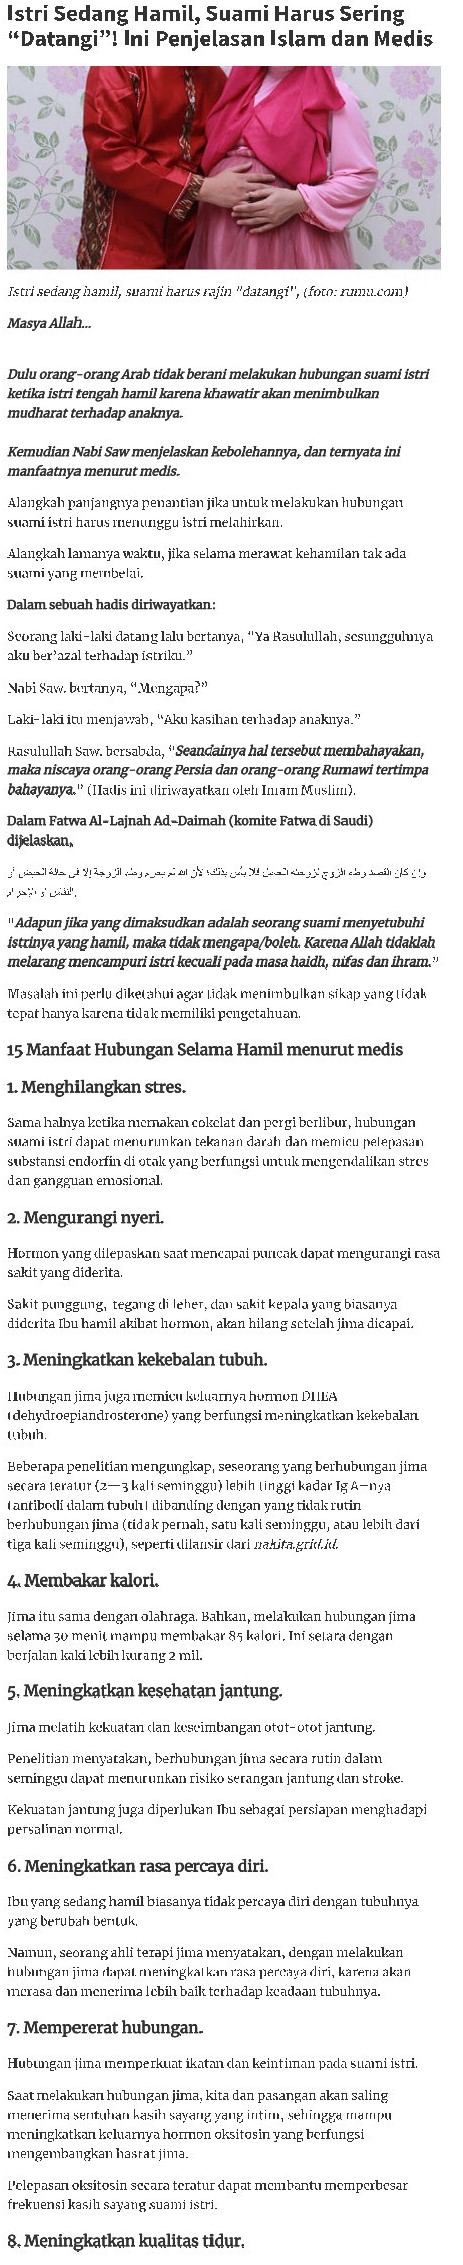 Istri Sedang Hamil, Suami Harus Sering
“Datangi”! Ini Penjelasan Islam dan Medis
Istri sedang hamil, suami harus rajin "datangi", (foto: rumu.com)
Masya Allah...
Dulu orang-orang Arab tidak berani melakukan hubungan suami istri
ketika istri tengah hamil karena khawatir akan menimbulkan
mudharat terhadap anaknya.
Kemudian Nabi Saw menjelaskan kebolehannya, dan ternyata ini
manfaatnya menurut medis.
Alangkah panjangnya penantian jika untuk melakukan hubungan
suami istri harus menunggu istri melahirkan.
Alangkah lamanya waktu, jika selama merawat kehamilan tak ada
suami yang membelai.
Dalam sebuah hadis diriwayatkan:
Seorang laki-laki datang lalu bertanya, “Ya Rasulullah, sesungguhnya
aku ber’azal terhadap istriku.”
Nabi Saw. bertanya, “Mengapa?”
Laki-laki itu menjawab, “Aku kasihan terhadap anaknya.”
Rasulullah Saw. bersabda, “Seandainya hal tersebut membahayakan,
maka niscaya orang-orang Persia dan orang-orang Rumawi tertimpa
bahayanya.” (Hadis ini diriwayatkan oleh Imam Muslim).
Dalam Fatwa Al-Lajnah Ad-Daimah (komite Fatwa di Saudi)
dijelaskan,
وإن كان القصد وطء الزوج لزوجته الحامل فلا بأس بذلك؛ لأن الله لم يحرم وطء الزوجة إلا في حالة الحيض أو
النفاس أو الإحرام.
"Adapun jika yang dimaksudkan adalah seorang suami menyetubuhi
istrinya yang hamil, maka tidak mengapa/boleh. Karena Allah tidaklah
melarang mencampuri istri kecuali pada masa haidh, nifas dan ihram.”
Masalah ini perlu diketahui agar tidak menimbulkan sikap yang tidak
tepat hanya karena tidak memiliki pengetahuan.
15 Manfaat Hubungan Selama Hamil menurut medis
1. Menghilangkan stres.
Sama halnya ketika memakan cokelat dan pergi berlibur, hubungan
suami istri dapat menurunkan tekanan darah dan memicu pelepasan
substansi endorfin di otak yang berfungsi untuk mengendalikan stres
dan gangguan emosional.
2. Mengurangi nyeri.
Hormon yang dilepaskan saat mencapai puncak dapat mengurangi rasa
sakit yang diderita.
Sakit punggung, tegang di leher, dan sakit kepala yang biasanya
diderita Ibu hamil akibat hormon, akan hilang setelah jima dicapai.
3. Meningkatkan kekebalan tubuh.
Hubungan jima juga memicu keluarnya hormon DHEA
(dehydroepiandrosterone) yang berfungsi meningkatkan kekebalan
tubuh.
Beberapa penelitian mengungkap, seseorang yang berhubungan jima
secara teratur (2—3 kali seminggu) lebih tinggi kadar Ig A—nya
(antibodi dalam tubuh) dibanding dengan yang tidak rutin
berhubungan jima (tidak pernah, satu kali seminggu, atau lebih dari
tiga kali seminggu), seperti dilansir dari nakita.grid.id.
4. Membakar kalori.
Jima itu sama dengan olahraga. Bahkan, melakukan hubungan jima
selama 30 menit mampu membakar 85 kalori. Ini setara dengan
berjalan kaki lebih kurang 2 mil.
5. Meningkatkan kesehatan jantung.
Jima melatih kekuatan dan keseimbangan otot-otot jantung.
Penelitian menyatakan, berhubungan jima secara rutin dalam
seminggu dapat menurunkan risiko serangan jantung dan stroke.
Kekuatan jantung juga diperlukan Ibu sebagai persiapan menghadapi
persalinan normal.
6. Meningkatkan rasa percaya diri.
Ibu yang sedang hamil biasanya tidak percaya diri dengan tubuhnya
yang berubah bentuk.
Namun, seorang ahli terapi jima menyatakan, dengan melakukan
hubungan jima dapat meningkatkan rasa percaya diri, karena akan
merasa dan menerima lebih baik terhadap keadaan tubuhnya.
7. Mempererat hubungan.
Hubungan jima memperkuat ikatan dan keintiman pada suami istri.
Saat melakukan hubungan jima, kita dan pasangan akan saling
menerima sentuhan kasih sayang yang intim, sehingga mampu
meningkatkan keluarnya hormon oksitosin yang berfungsi
mengembangkan hasrat jima.
Pelepasan oksitosin secara teratur dapat membantu memperbesar
frekuensi kasih sayang suami istri.
8. Meningkatkan kualitas tidur.